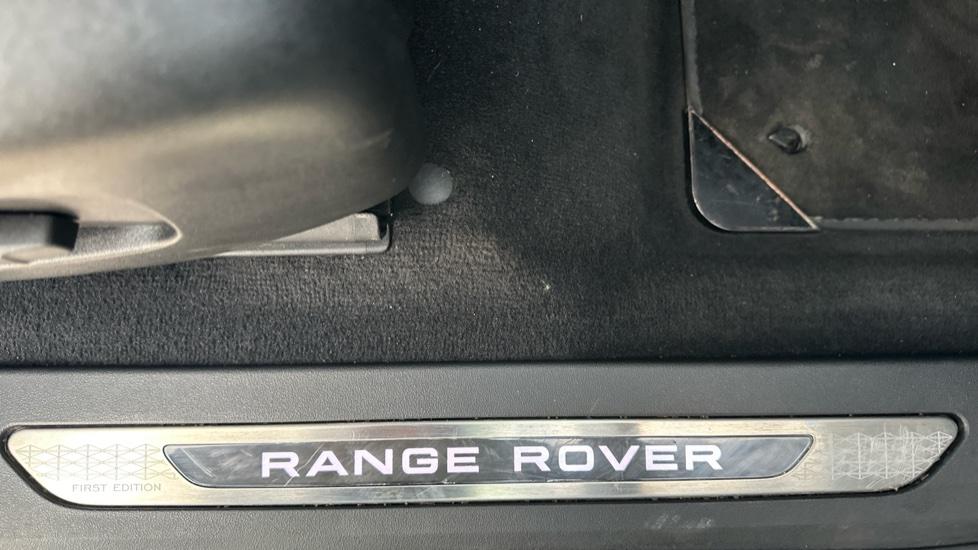 RANGE ROVER
FIRST EDITION